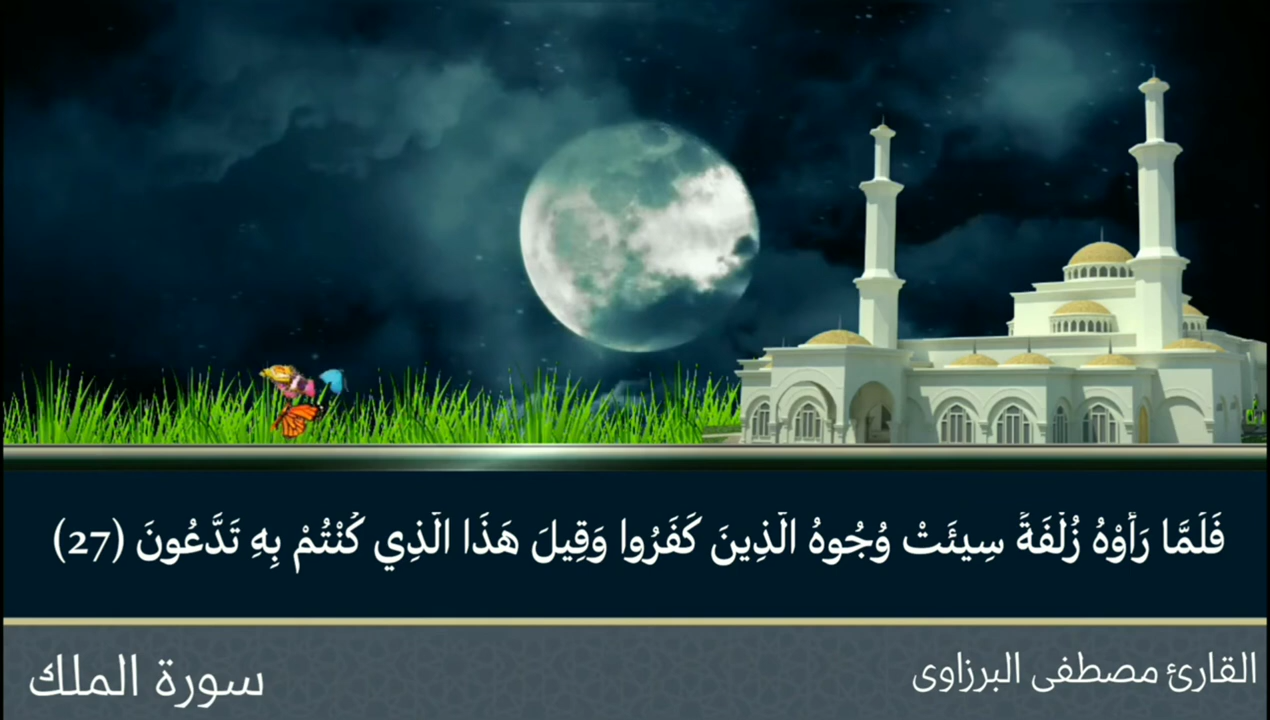 فَلَمَّا رَأَوْهُ زُلْفَةً سِيئَتْ وُجُوهُ الَّذِينَ كَفَرُوا وَقِيلَ هَذَا الَّذِي كُنْتُمْ بِهِ تَدَّعُونَ (27)
القارئ مصطفى البرزاوى
سورة الملك